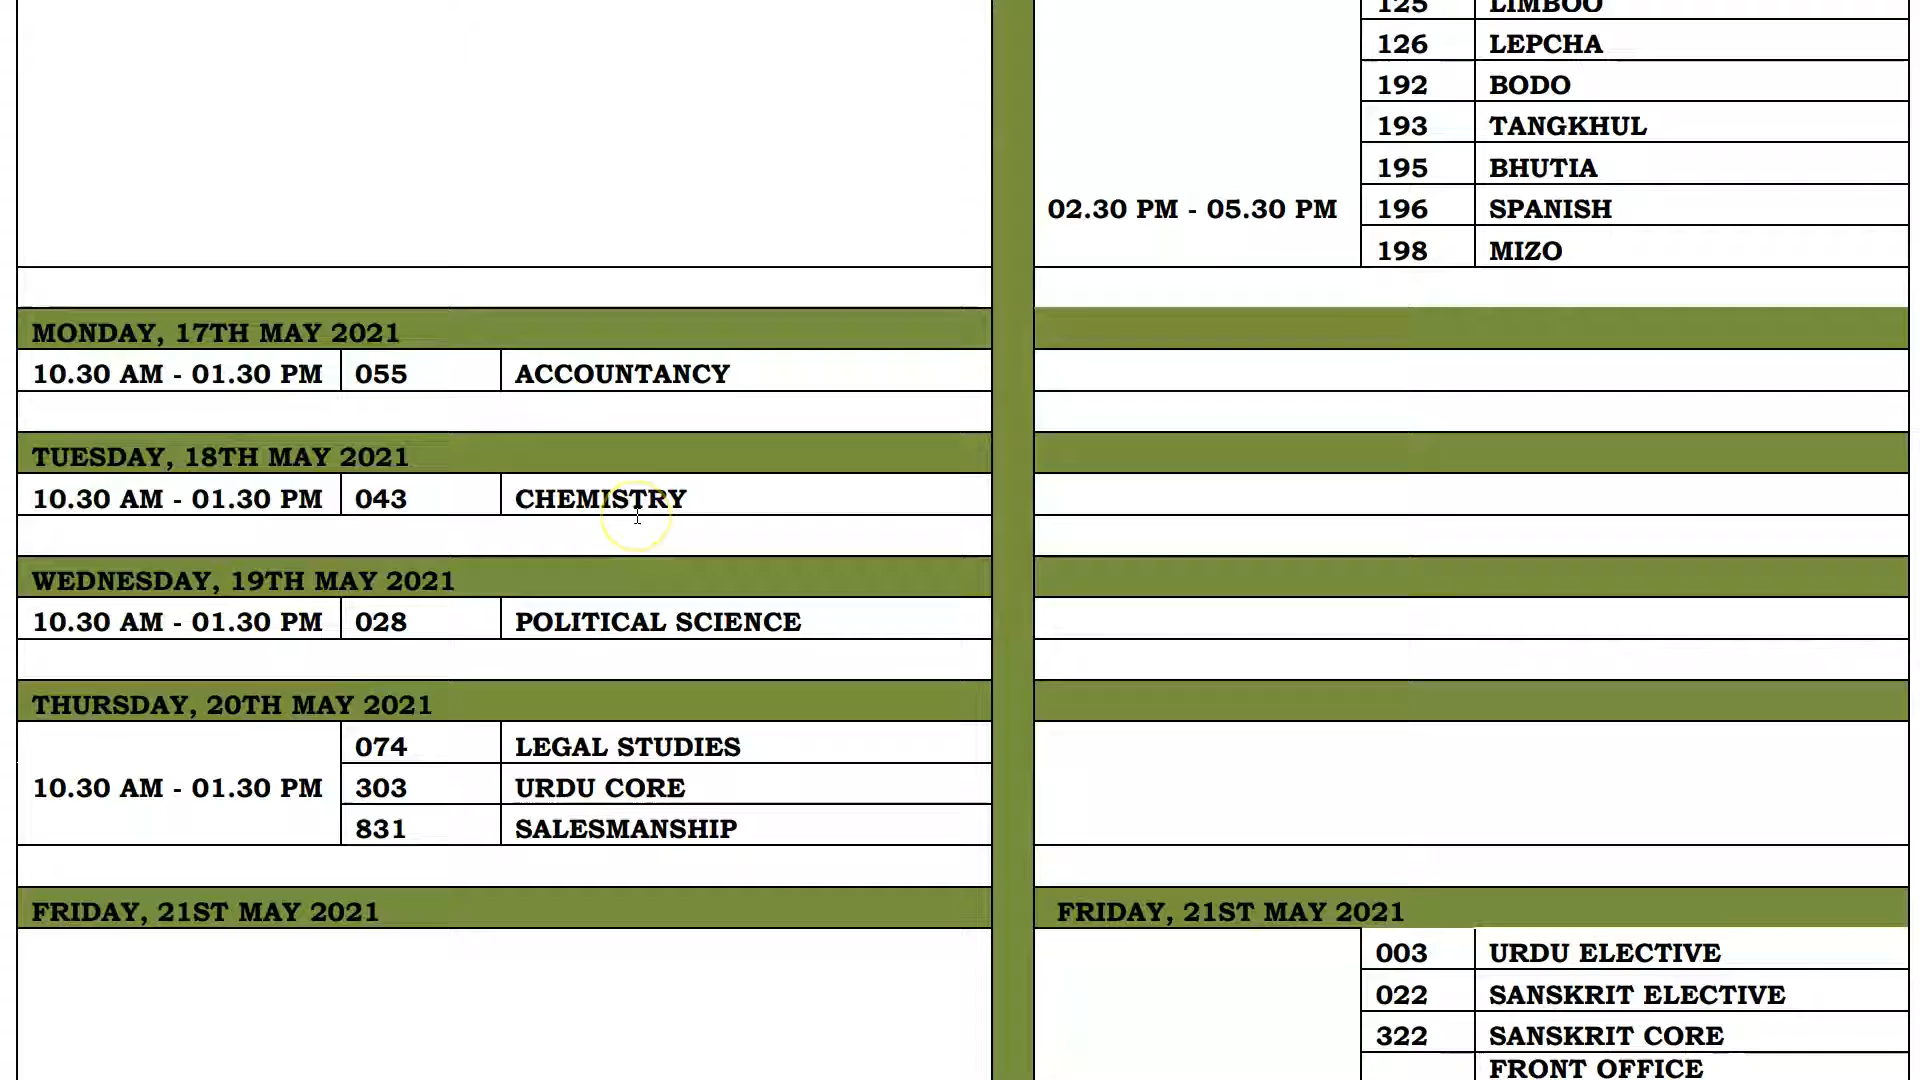 125 LIMBOO
126 LEPCHA
192 BODO
193 TANGKHUL
195 BHUTIA
02.30 PM - 05.30 PM 196 SPANISH
198 MIZO
MONDAY, 17TH MAY 2021
10.30 AM - 01.30 PM 055 ACCOUNTANCY
TUESDAY, 18TH MAY 2021
10.30 AM - 01.30 PM 043 CHEMISTRY
WEDNESDAY, 19TH MAY 2021
10.30 AM - 01.30 PM 028 POLITICAL SCIENCE
THURSDAY, 20TH MAY 2021
074 LEGAL STUDIES
10.30 AM - 01.30 PM 303 URDU CORE
831 SALESMANSHIP
FRIDAY, 21ST MAY 2021 FRIDAY, 21ST MAY 2021
003 URDU ELECTIVE
022 SANSKRIT ELECTIVE
322 SANSKRIT CORE
FRONT OFFICE